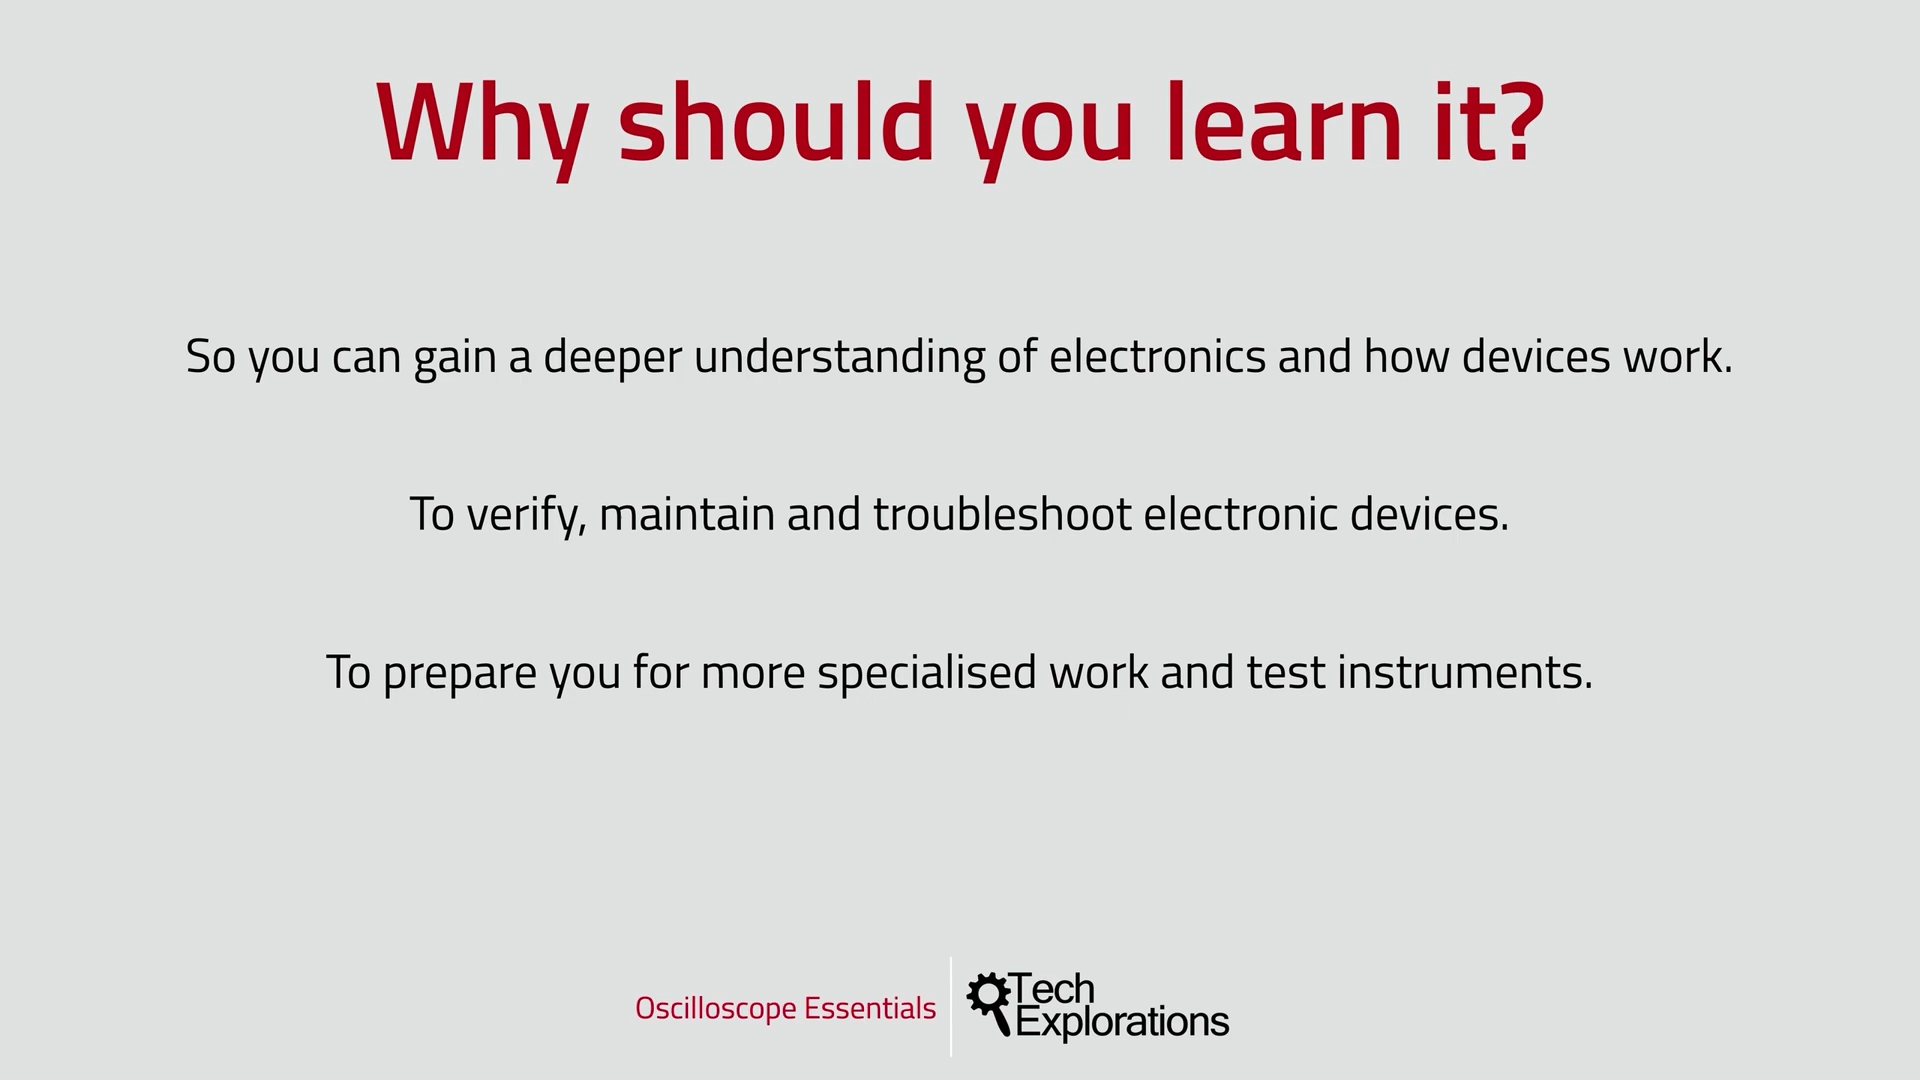 Why should you learn it?
So you can gain a deeper understanding of electronics and how devices work.
To verify, maintain and troubleshoot electronic devices.
To prepare you for more specialised work and test instruments.
Oscilloscope Essentials
Tech
Explorations